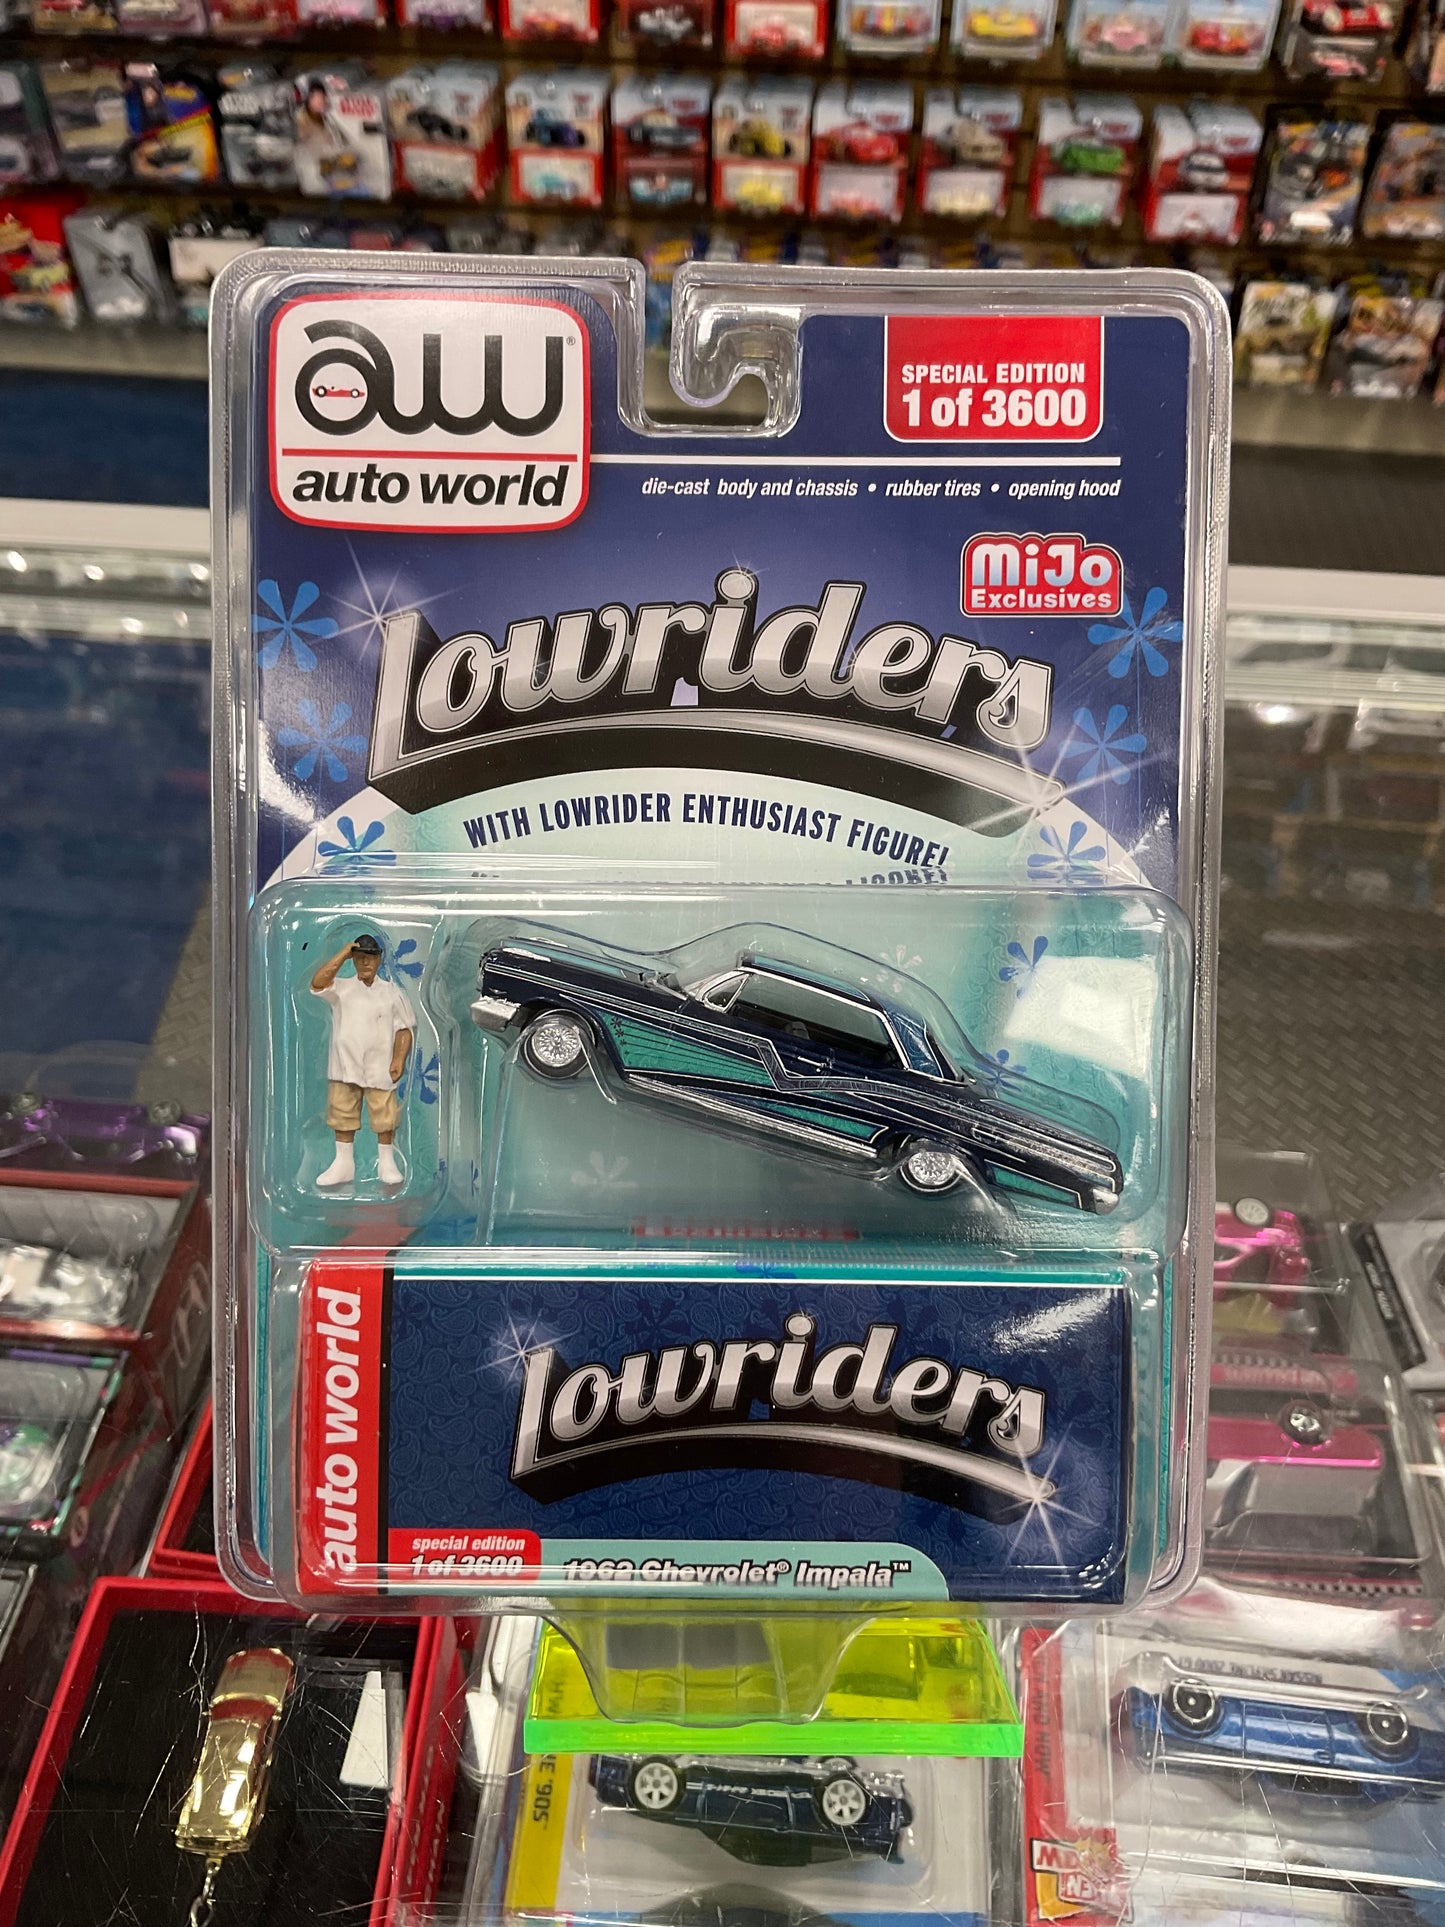 aw®
auto world
SPECIAL EDITION
1 of 3600
die-cast body and chassis • rubber tires • opening hood
MiJo
Exclusives
Lowriders
WITH LOWRIDER ENTHUSIAST FIGURE!
auto world
Lowriders
special edition
1 of 3600
1962 Chevrolet® Impala™